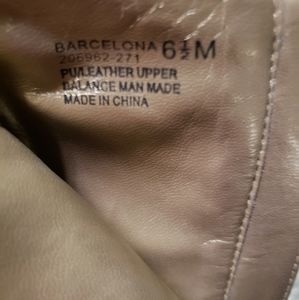 BARCELONA 6½M
206962-271
PU/LEATHER UPPER
BALANCE MAN MADE
MADE IN CHINA